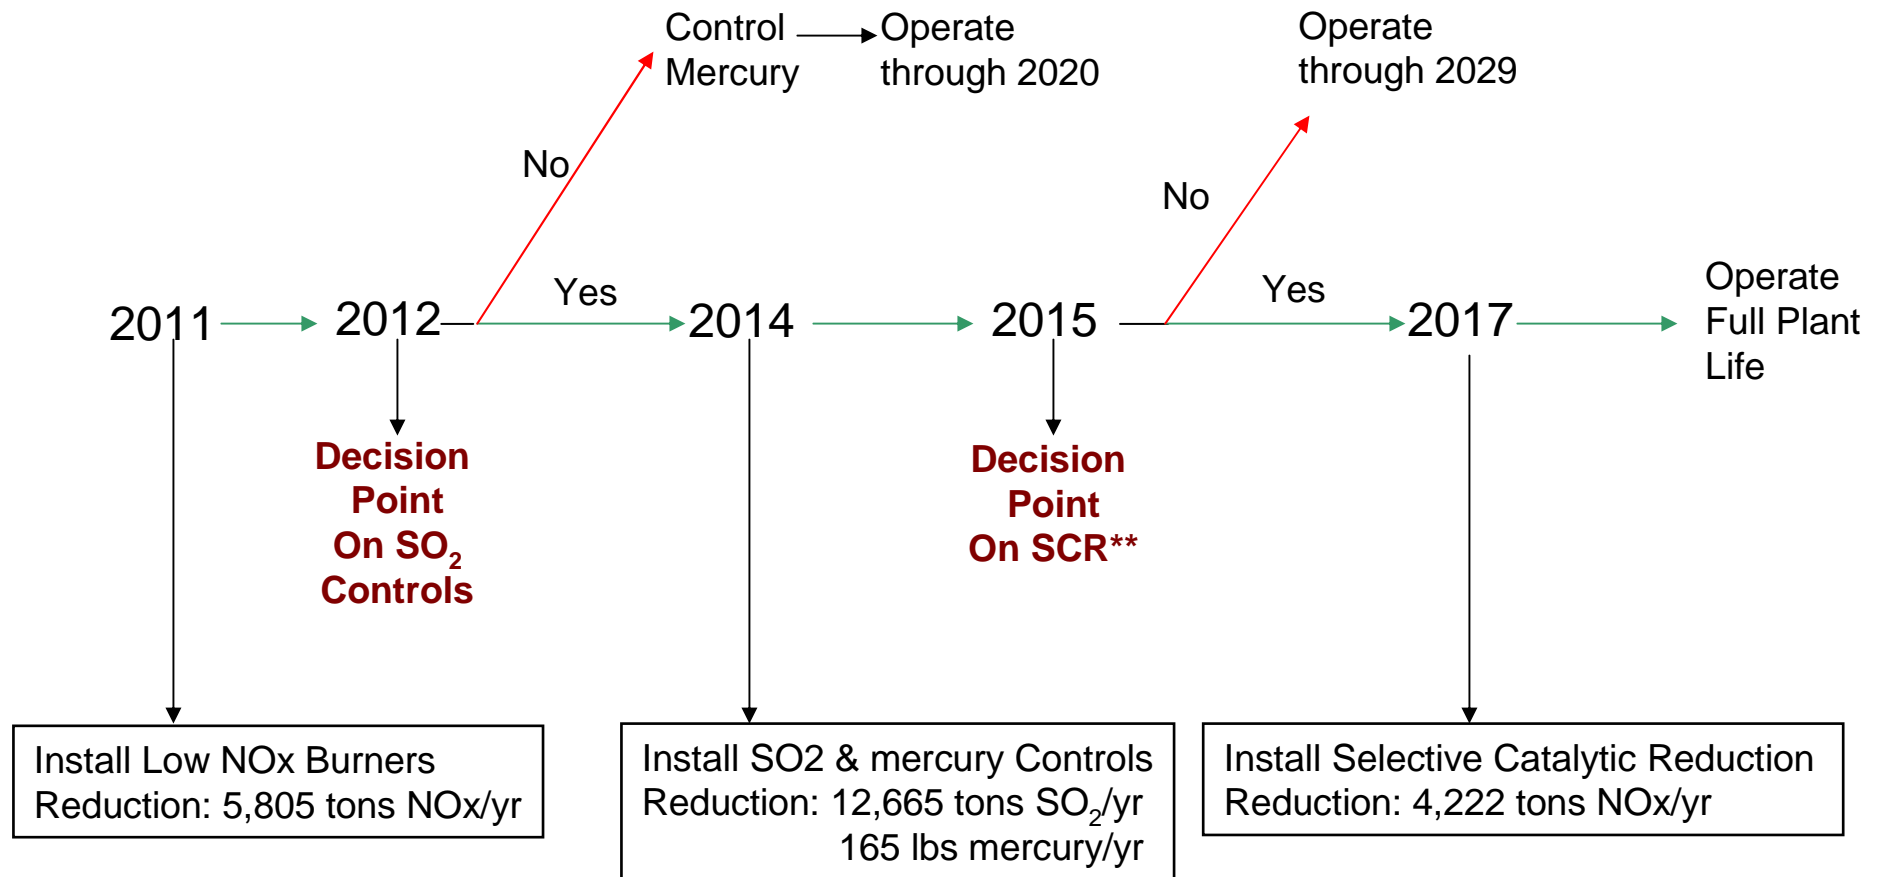 Control
Mercury
Operate
through 2020
Operate
through 2029
No
No
Yes
Yes
2011
2012
2014
2015
2017
Operate
Full Plant
Life
Decision
Point
On SO₂
Controls
Decision
Point
On SCR**
Install Low NOx Burners
Reduction: 5,805 tons NOx/yr
Install SO2 & mercury Controls
Reduction: 12,665 tons SO₂/yr
165 lbs mercury/yr
Install Selective Catalytic Reduction
Reduction: 4,222 tons NOx/yr